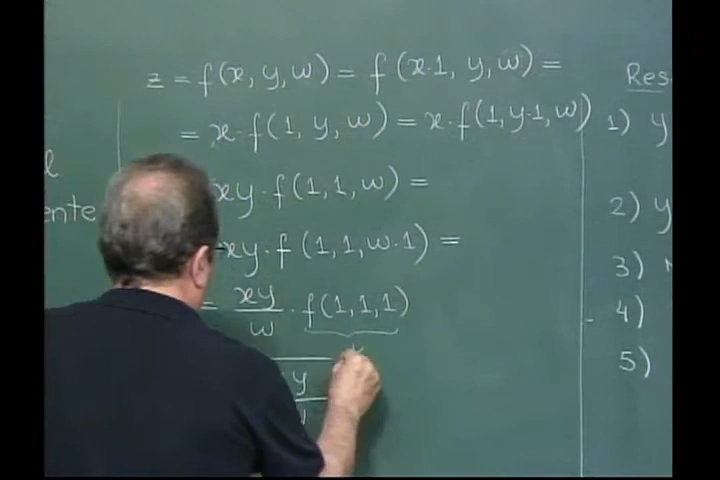 z = f(x, y, w) = f(x·1, y, w) =
= x·f(1, y, w) = x·f(1, y·1, w)
xy·f(1,1,w) =
xy·f(1,1,w·1) =
= xy/w · f(1,1,1)
y
Res
1) y
2) y
3)
4)
5)
ente